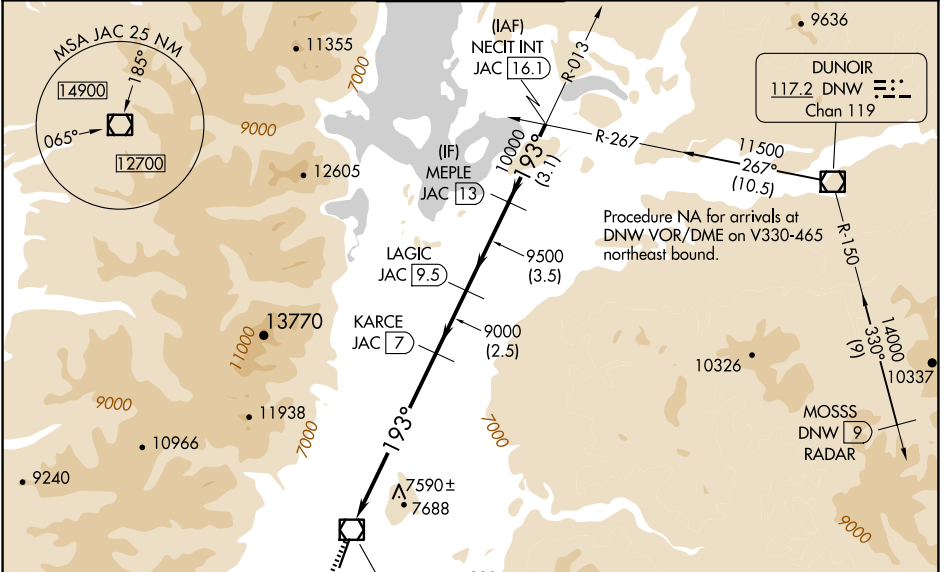 MSA JAC 25 NM
185°
14900
065°
12700
11355
7000
9000
12605
(IAF)
NECIT INT
JAC 16.1
R-013
9636
DUNOIR
117.2 DNW
Chan 119
R-267
11500
267°
(10.5)
10000
193°
(3.1)
(IF)
MEPLE
JAC 13
Procedure NA for arrivals at
DNW VOR/DME on V330-465
northeast bound.
R-150
LAGIC
JAC 9.5
9500
(3.5)
KARCE
JAC 7
9000
(2.5)
13770
11000
14000
330°
(9)
10326
10337
9000
11938
10966
7000
193°
7000
MOSSS
DNW 9
RADAR
9240
7590±
7688
9000